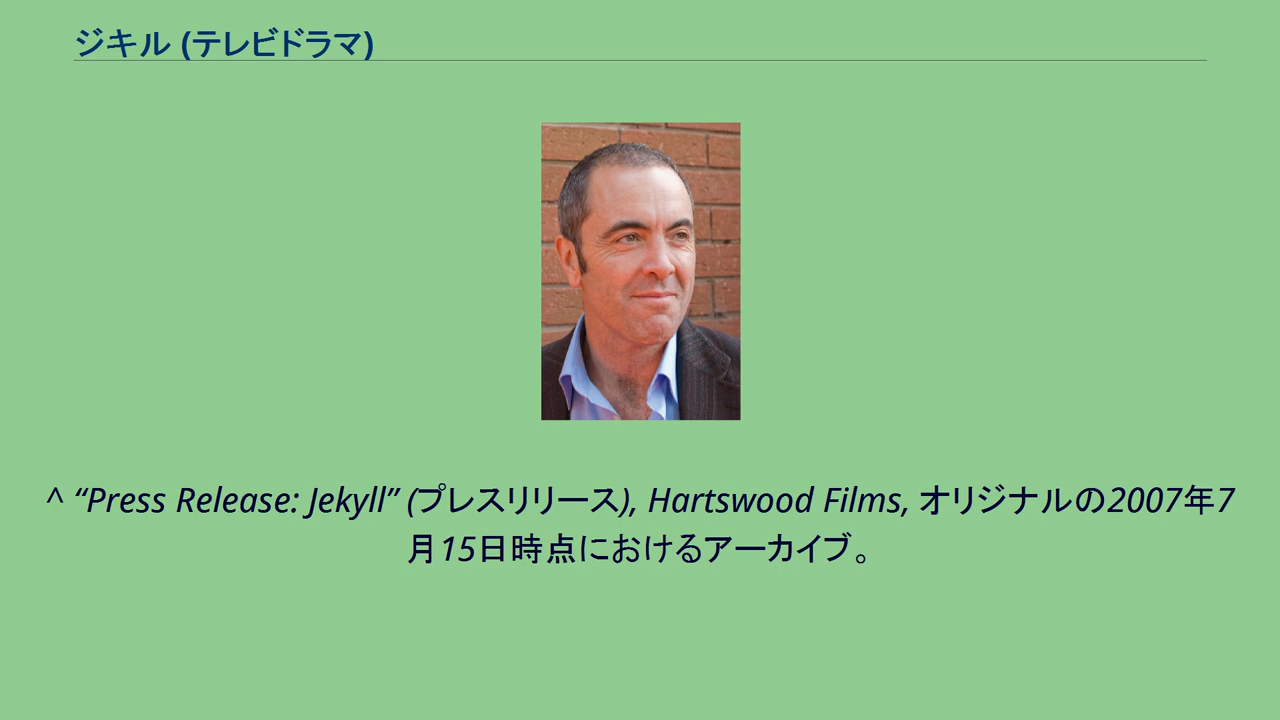 ジキル (テレビドラマ)
^ “Press Release: Jekyll” (プレスリリース), Hartswood Films, オリジナルの2007年7
月15日時点におけるアーカイブ。